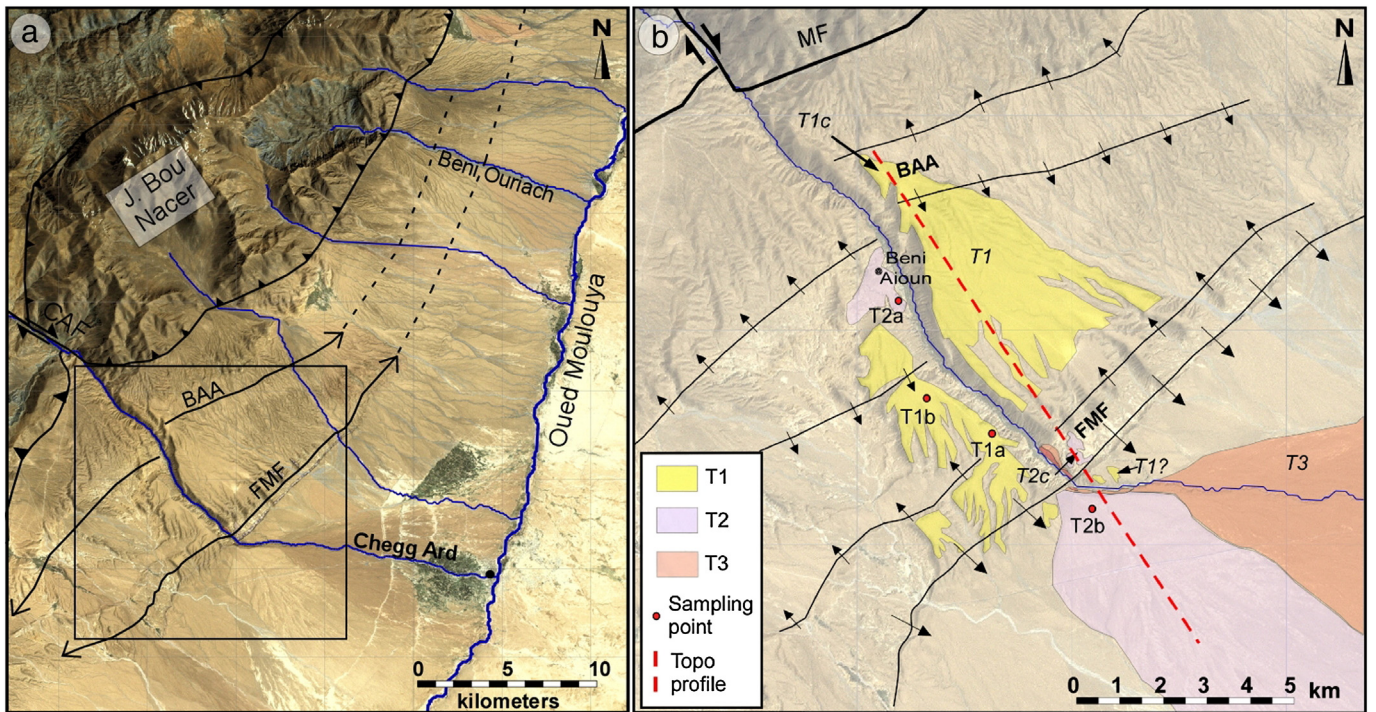 a
N
J. Bou
Nacer
Beni Ouriach
Oued Moulouya
BAA
FMF
Chegg Ard
0 5 10
kilometers
b
N
MF
T1c
BAA
T1
Beni
Aioun
T2a
T1b
T1a
FMF
T2c
T1?
T3
T2b
T1
T2
T3
Sampling
point
Topo
profile
0 1 2 3 4 5 km